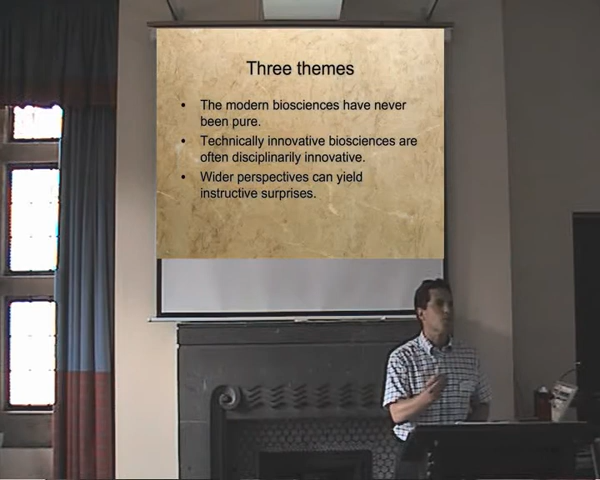 Three themes
• The modern biosciences have never
been pure.
• Technically innovative biosciences are
often disciplinarily innovative.
• Wider perspectives can yield
instructive surprises.